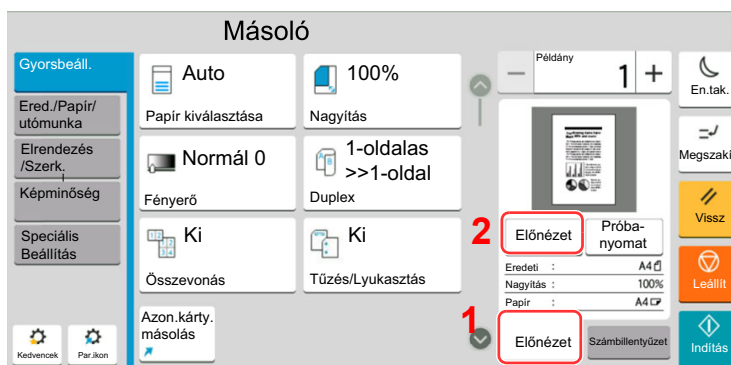 Másoló
Gyorsbeáll.
Ered./Papír/
utómunka
Elrendezés
/Szerk.
Képminőség
Speciális
Beállítás
Kedvencek
Par.ikon
Auto
Papír kiválasztása
100%
Nagyítás
Normál 0
Fényerő
1-oldalas
>>1-oldal
Duplex
Ki
Összevonás
Ki
Tűzés/Lyukasztás
Azon.kárty.
másolás
Példány
− 1 +
2
Előnézet
Próba-
nyomat
Eredeti : A4
Nagyítás : 100%
Papír : A4
1
Előnézet
Számbillentyűzet
En.tak.
Megszakí
Vissz
Leállít
Indítás